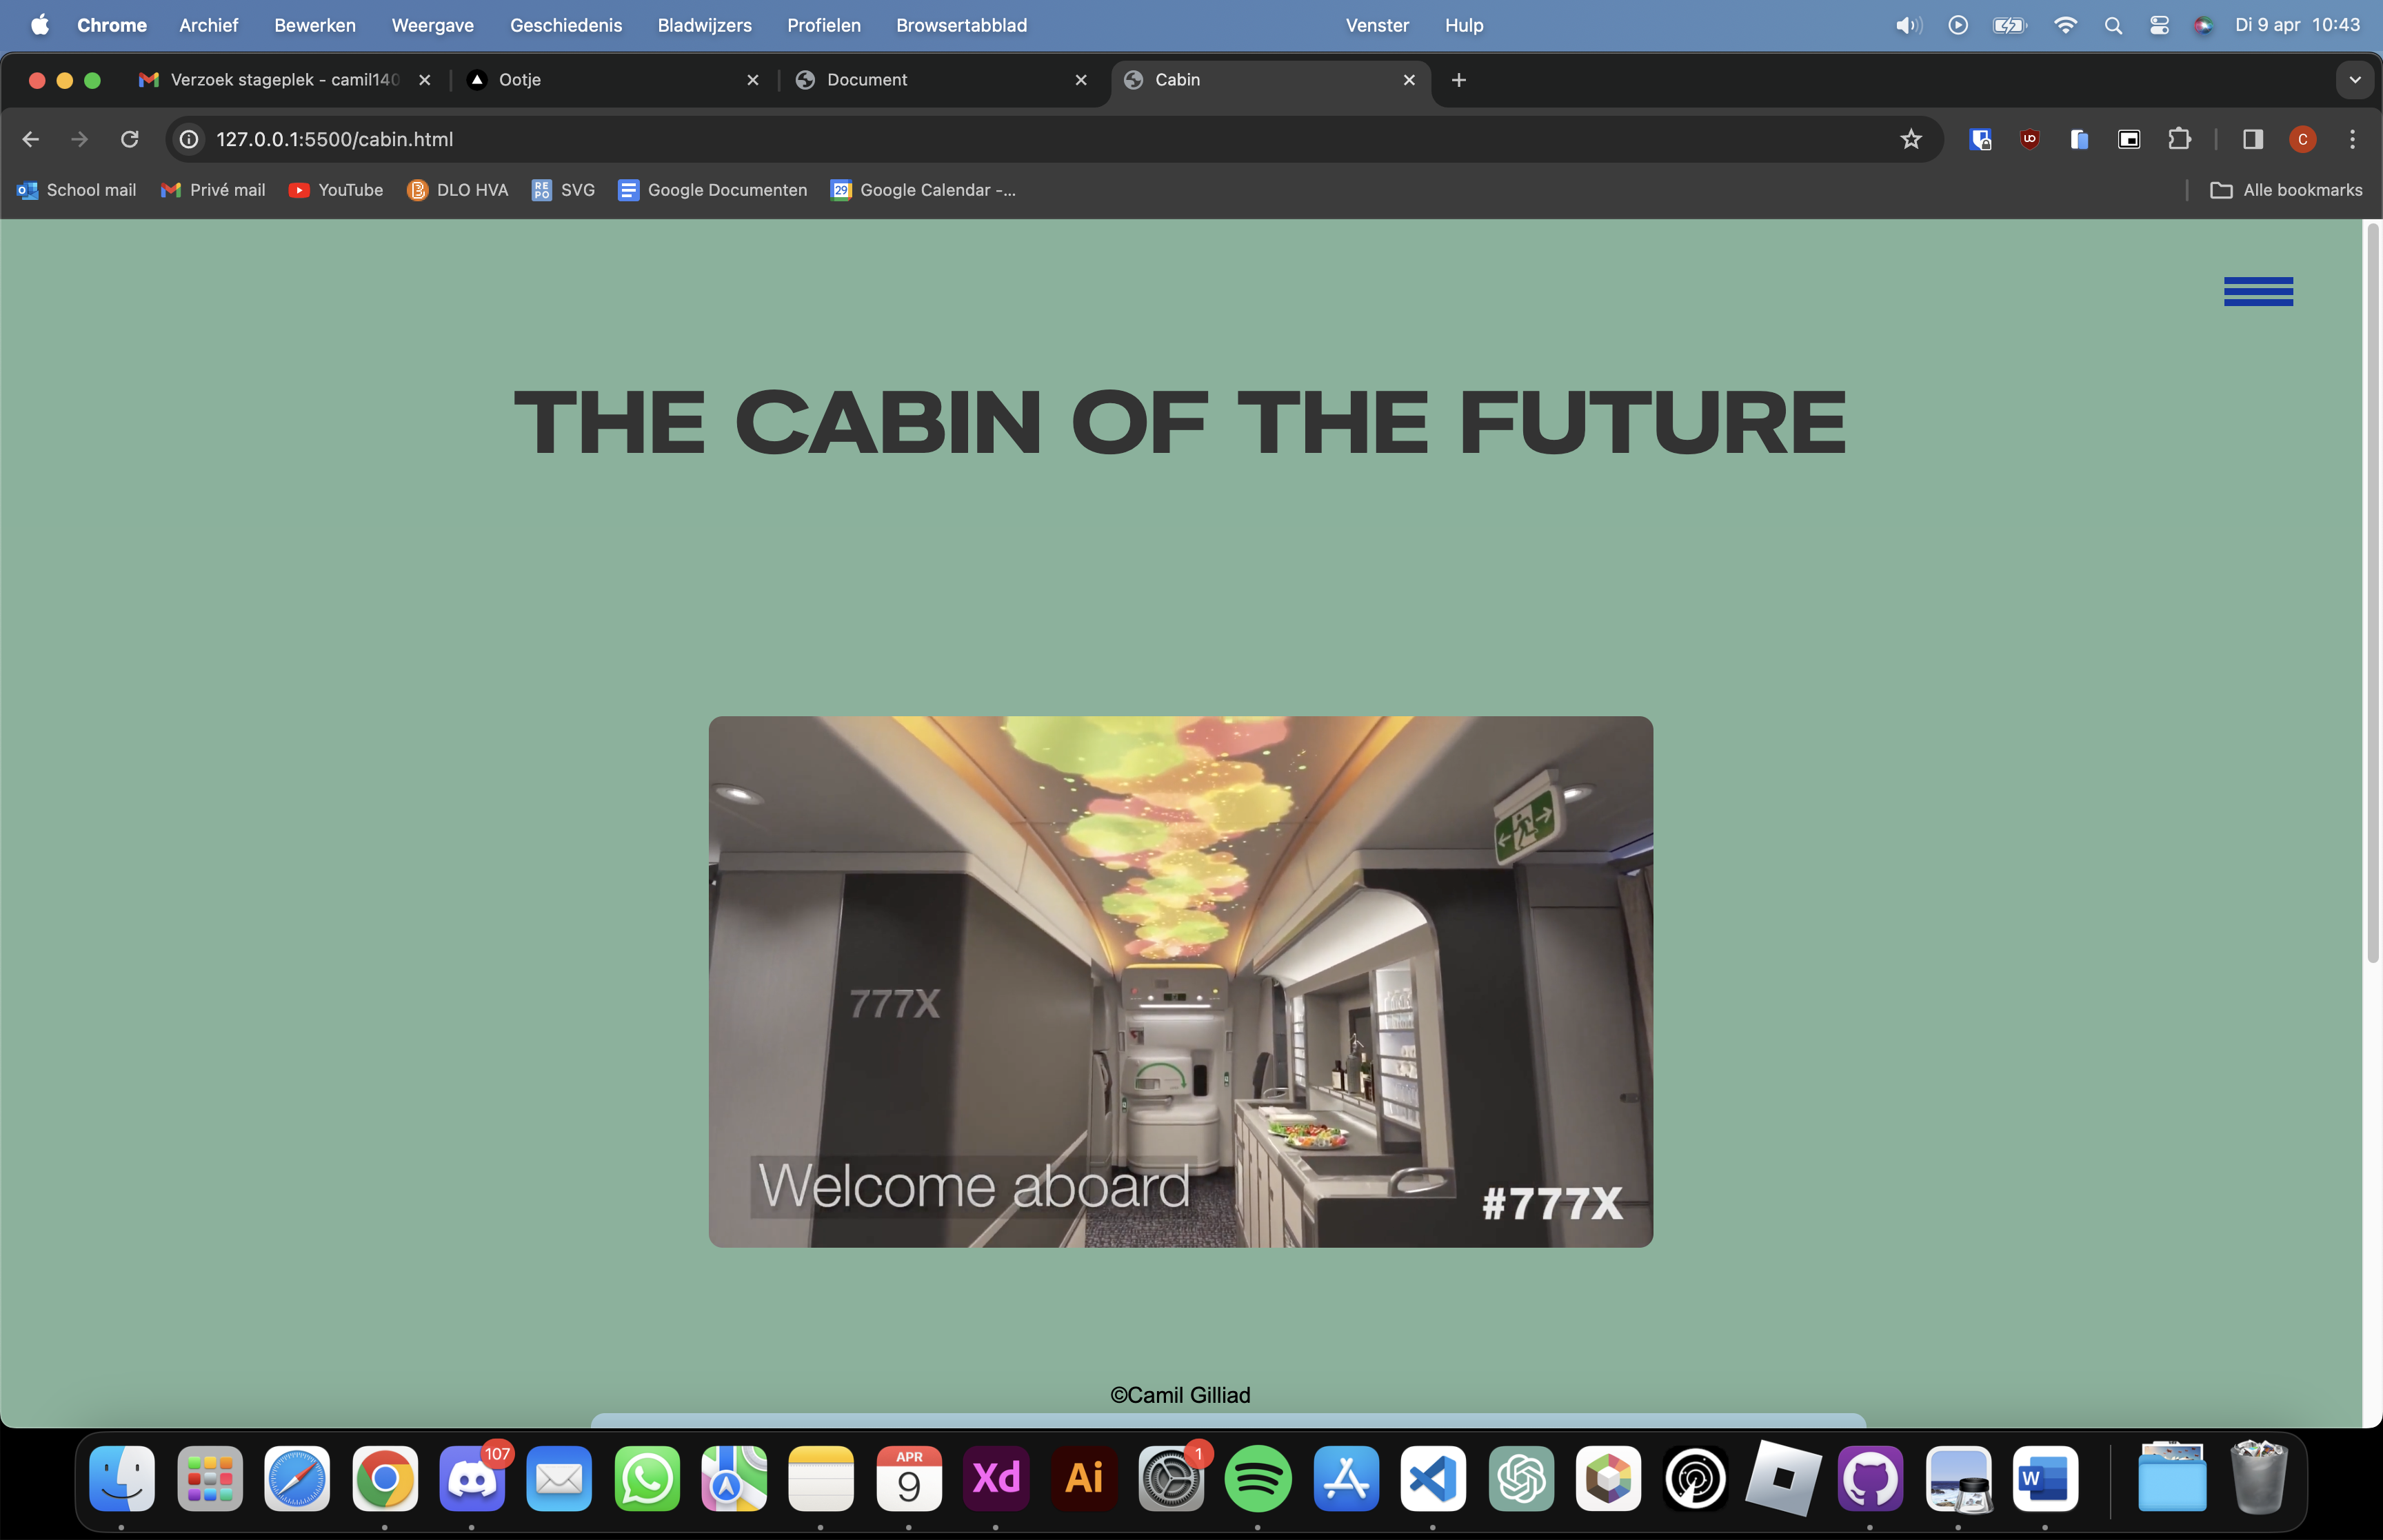 Chrome Archief Bewerken Weergave Geschiedenis Bladwijzers Profielen Browsertabblad Venster Hulp Di 9 apr 10:43
Verzoek stageplek - camil140 Ootje Document Cabin
127.0.0.1:5500/cabin.html C
School mail Privé mail YouTube DLO HVA SVG Google Documenten Google Calendar -... Alle bookmarks
THE CABIN OF THE FUTURE
777X
Welcome aboard
#777X
©Camil Gilliad
107 APR 9 Xd Ai 1 W